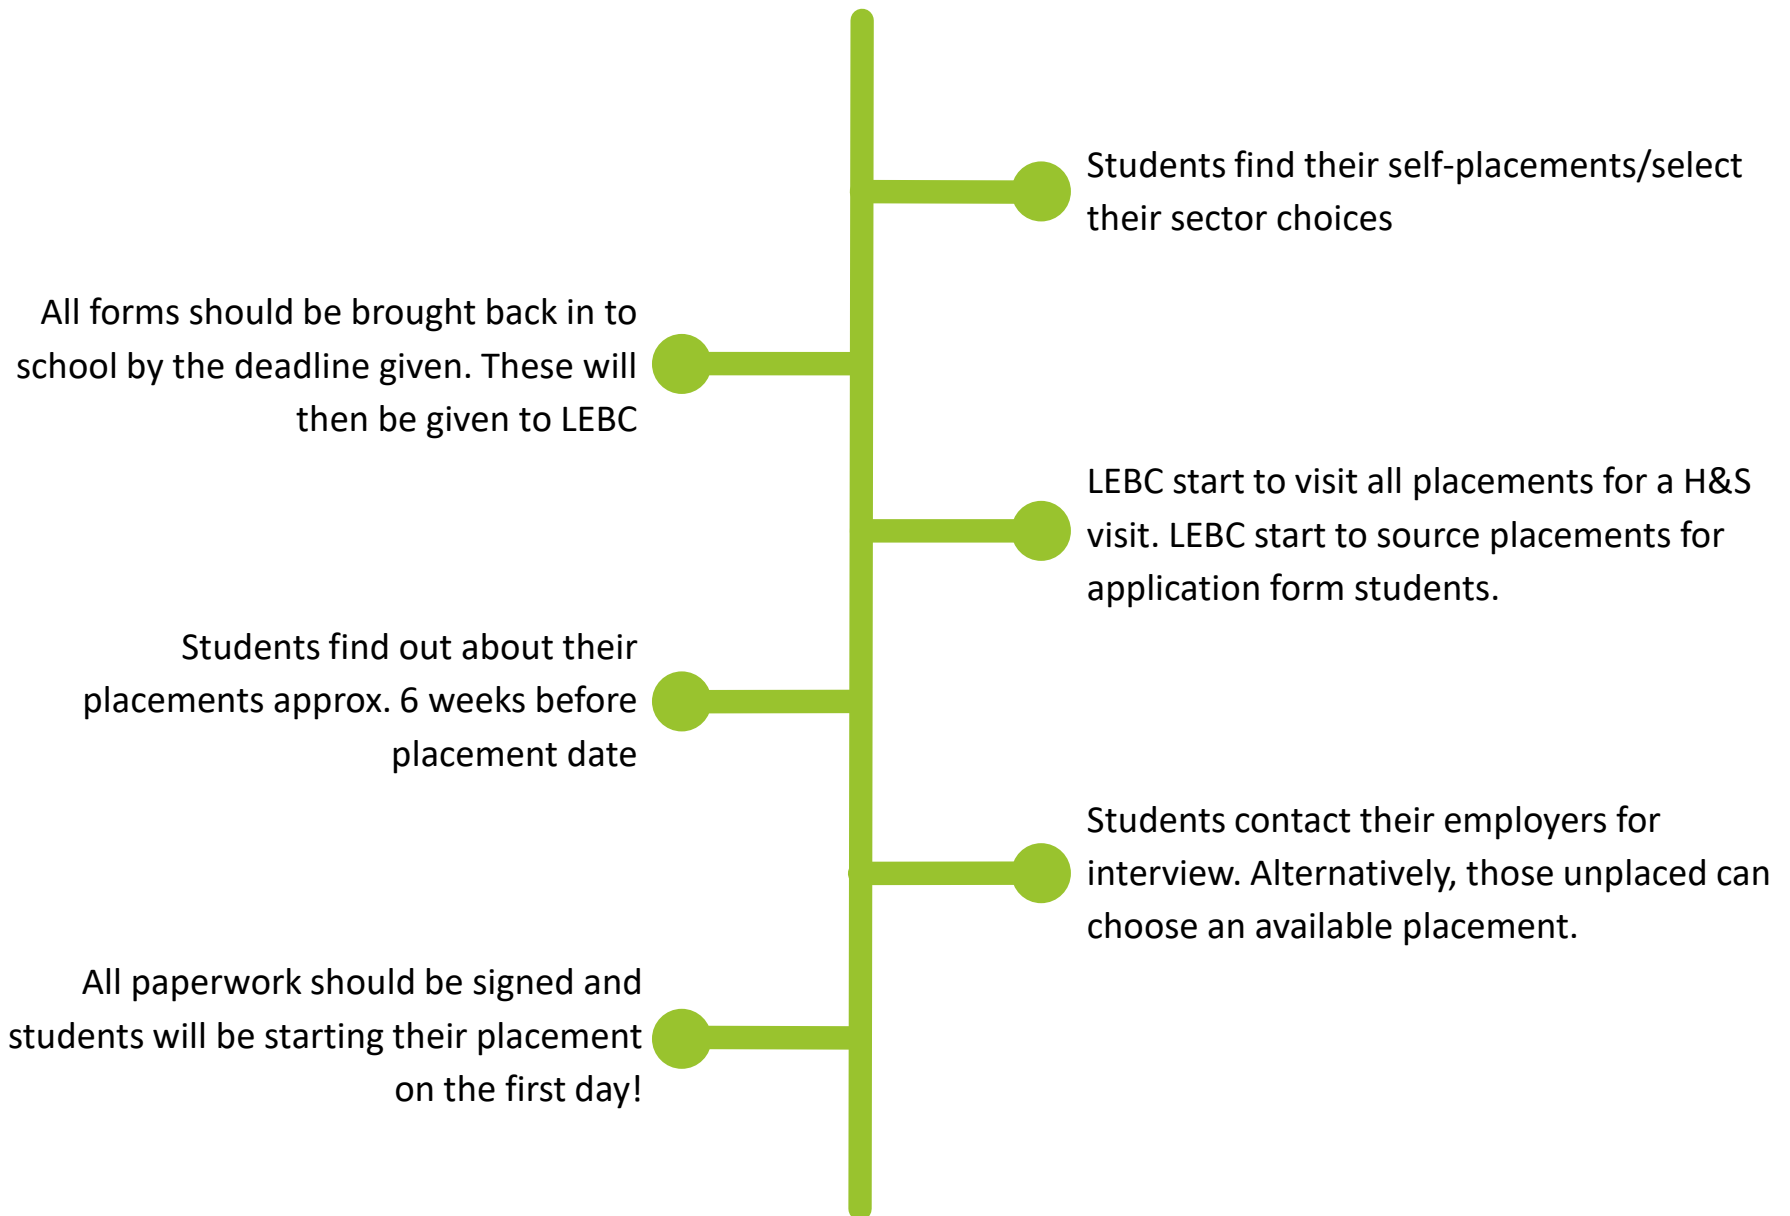 Students find their self-placements/select
their sector choices
All forms should be brought back in to
school by the deadline given. These will
then be given to LEBC
LEBC start to visit all placements for a H&S
visit. LEBC start to source placements for
application form students.
Students find out about their
placements approx. 6 weeks before
placement date
Students contact their employers for
interview. Alternatively, those unplaced can
choose an available placement.
All paperwork should be signed and
students will be starting their placement
on the first day!